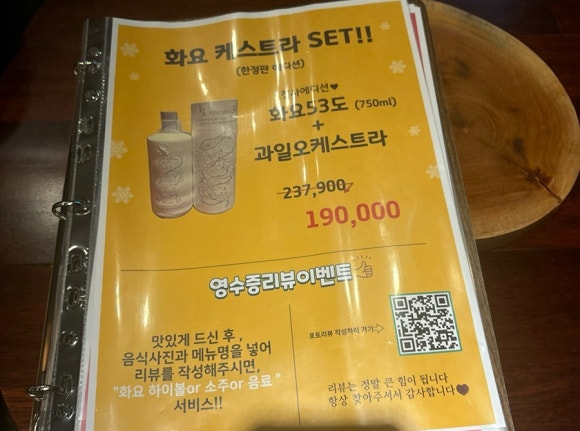 화요 케스트라 SET!!
(한정판 에디션)
에디션♥
화요53도 (750ml)
+
과일오케스트라
237,900
190,000
영수증리뷰이벤트
맛있게 드신 후 ,
음식사진과 메뉴명을 넣어
리뷰를 작성해주시면,
"화요 하이볼or 소주or 음료 "
서비스!!
포토리뷰 작성하러 가기:>
리뷰는 정말 큰 힘이 됩니다
항상 찾아주셔서 감사합니다♥